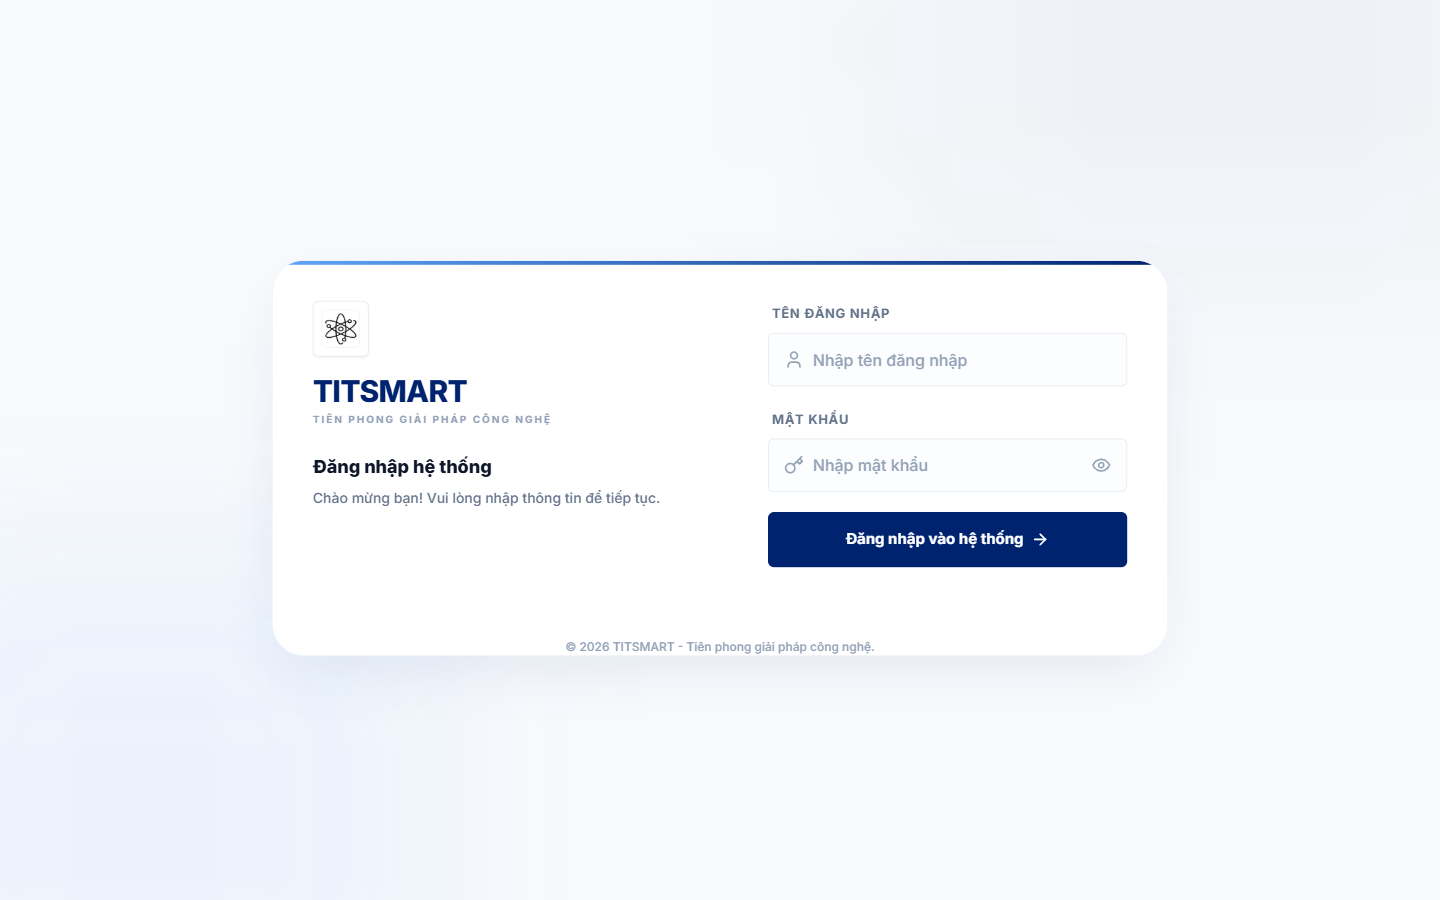 TITSMART
TIÊN PHONG GIẢI PHÁP CÔNG NGHỆ
Đăng nhập hệ thống
Chào mừng bạn! Vui lòng nhập thông tin để tiếp tục.
TÊN ĐĂNG NHẬP
Nhập tên đăng nhập
MẬT KHẨU
Nhập mật khẩu
Đăng nhập vào hệ thống
© 2026 TITSMART - Tiên phong giải pháp công nghệ.